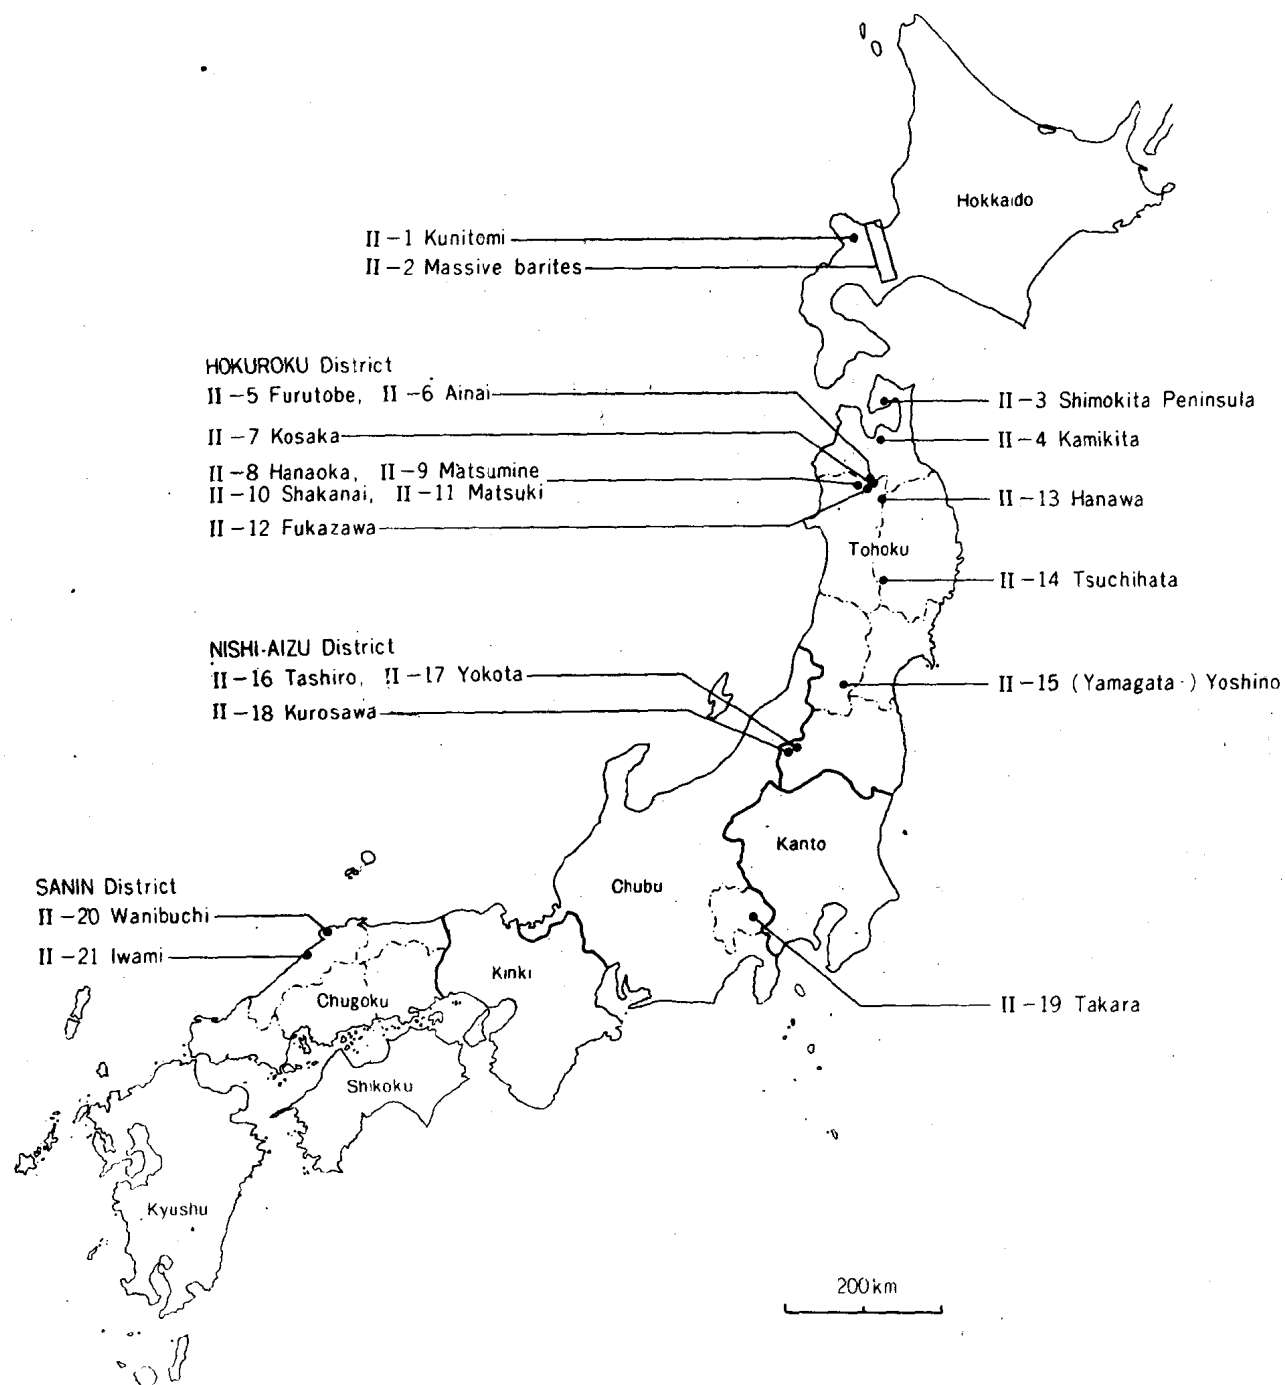 Hokkaido
II-1 Kunitomi
II-2 Massive barites
HOKUROKU District
II-5 Furutobe, II-6 Ainai
II-7 Kosaka
II-8 Hanaoka, II-9 Matsumine
II-10 Shakanai, II-11 Matsuki
II-12 Fukazawa
II-3 Shimokita Peninsula
II-4 Kamikita
II-13 Hanawa
Tohoku
II-14 Tsuchihata
NISHI-AIZU District
II-16 Tashiro, II-17 Yokota
II-18 Kurosawa
II-15 (Yamagata-) Yoshino
Kanto
Chubu
SANIN District
II-20 Wanibuchi
II-21 Iwami
Kinki
Chugoku
II-19 Takara
Shikoku
Kyushu
200km